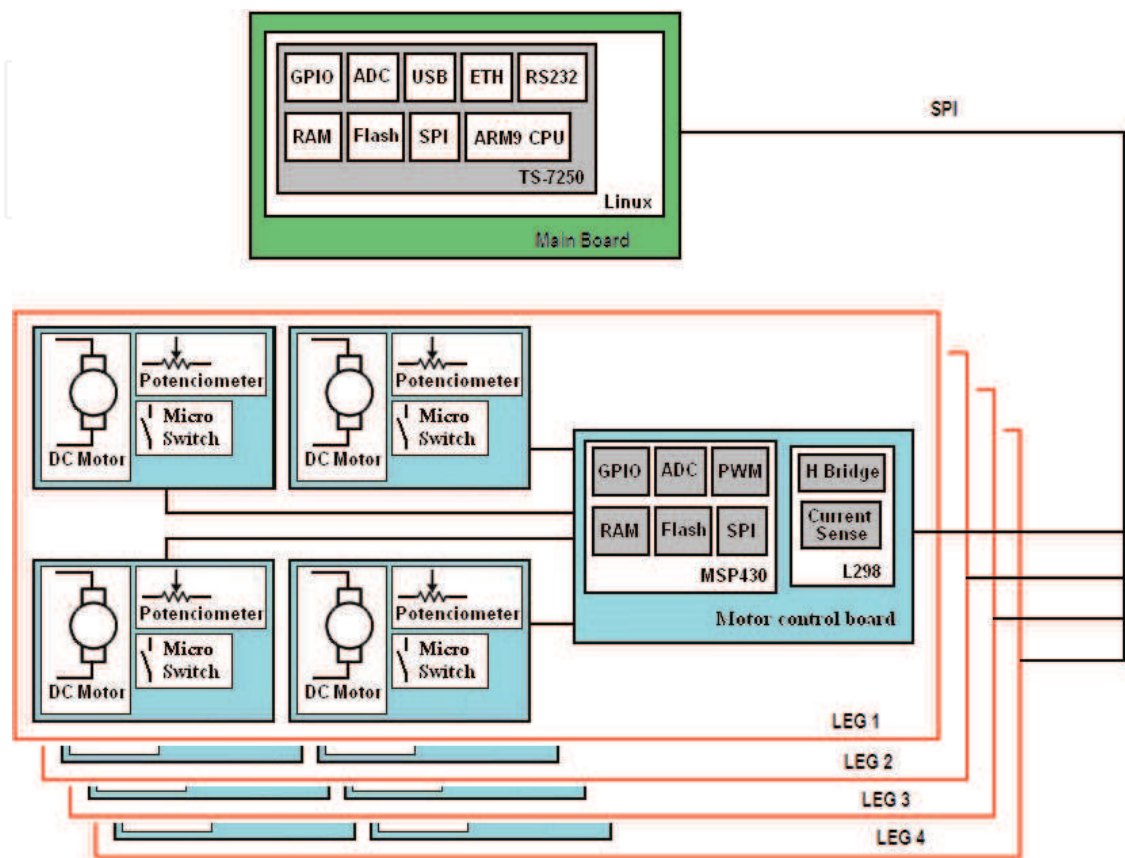 GPIO ADC USB ETH RS232
RAM Flash SPI ARM9 CPU
TS-7250
Linux
Main Board
SPI
Potenciometer
Micro
Switch
DC Motor
Potenciometer
Micro
Switch
DC Motor
GPIO ADC PWM
RAM Flash SPI
MSP430
H Bridge
Current
Sense
L298
Motor control board
Potenciometer
Micro
Switch
DC Motor
Potenciometer
Micro
Switch
DC Motor
LEG 1
LEG 2
LEG 3
LEG 4